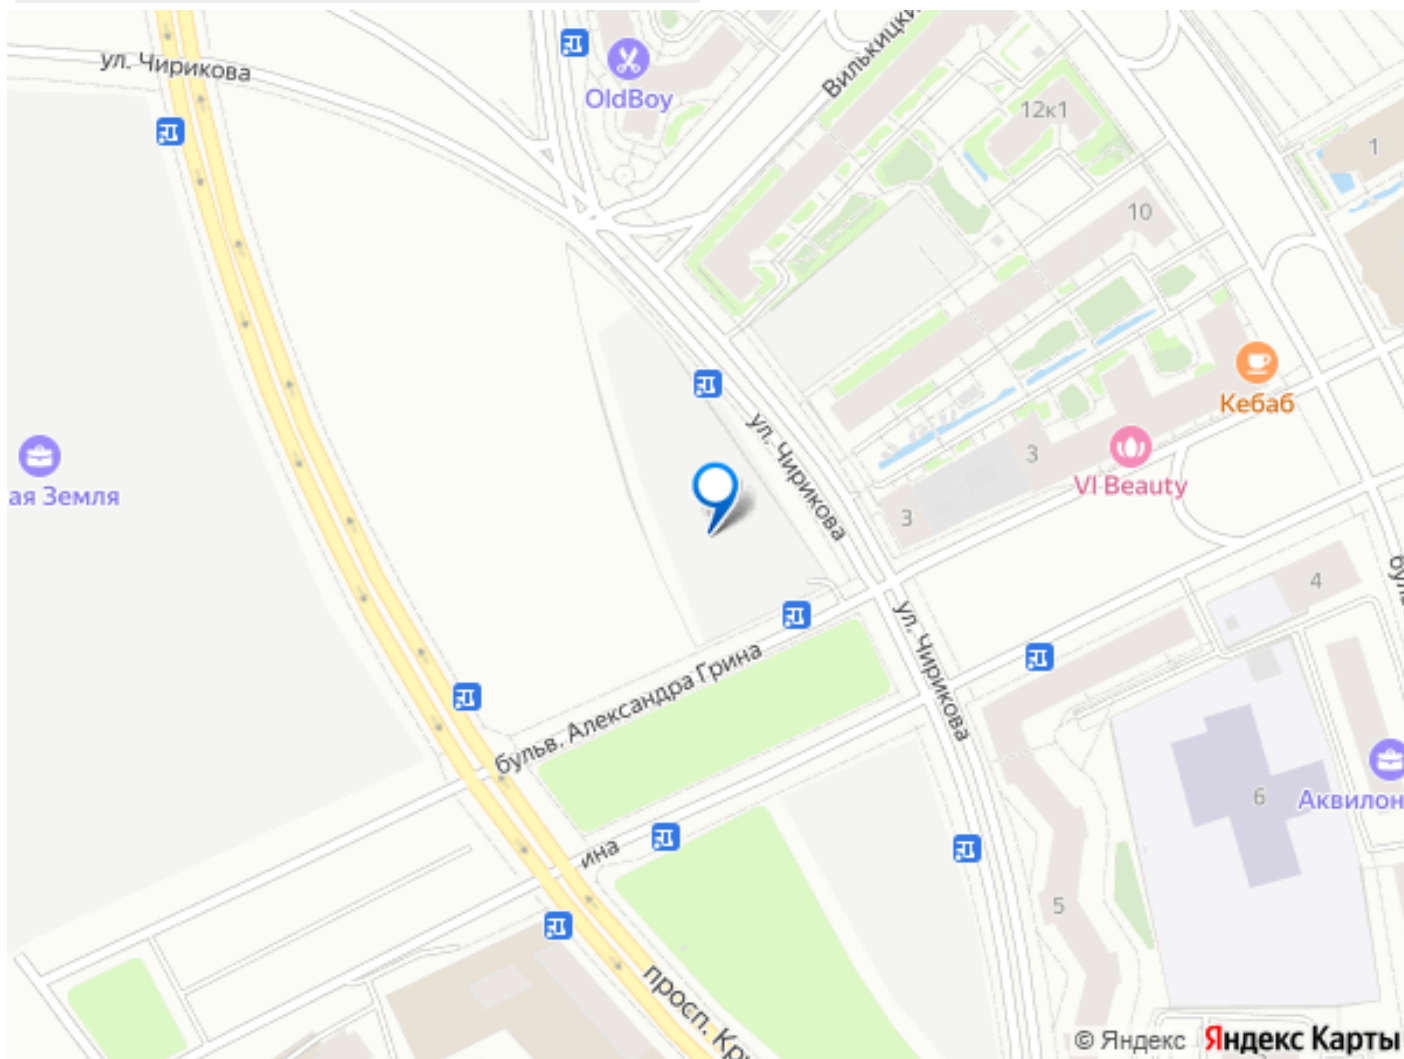 ул. Чирикова
OldBoy
Вилькицки
12к1
1
10
Кебаб
ул. Чирикова
3
VI Beauty
ая Земля
3
4
ул. Чирикова
бульв. Александра Грина
6
Аквилон
ина
5
просп. Кр
© Яндекс Яндекс Карты